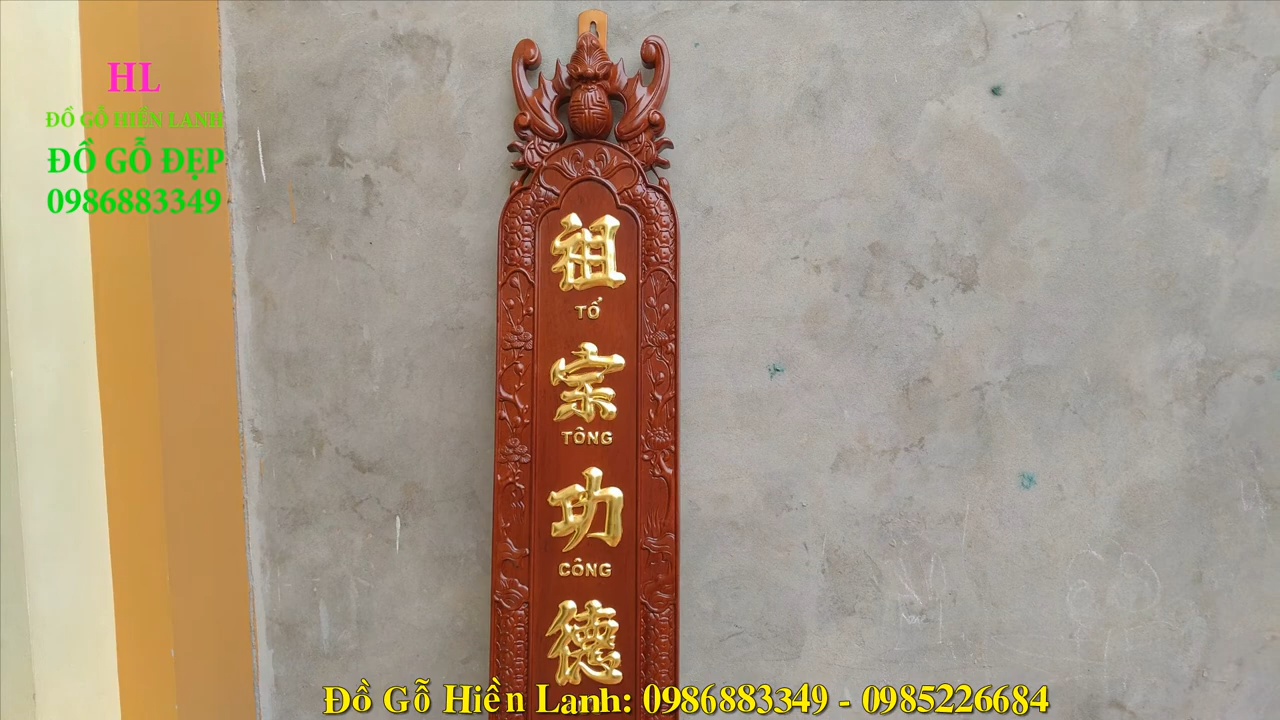 HL
ĐỒ GỖ HIỀN LANH
ĐỒ GỖ ĐẸP
0986883349
祖
TỔ
宗
TÔNG
功
CÔNG
德
Đồ Gỗ Hiền Lanh: 0986883349 - 0985226684